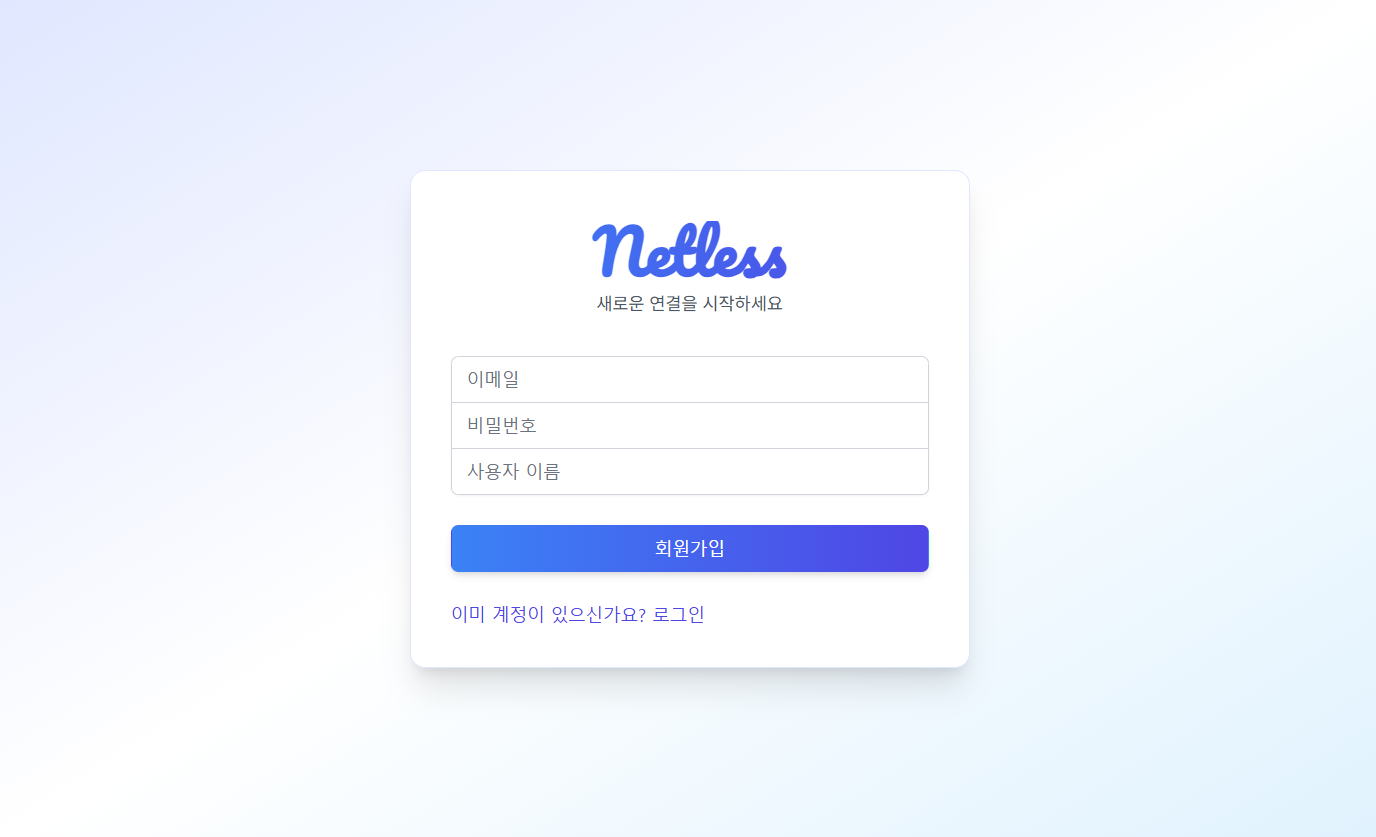 Netless
새로운 연결을 시작하세요
이메일
비밀번호
사용자 이름
회원가입
이미 계정이 있으신가요? 로그인